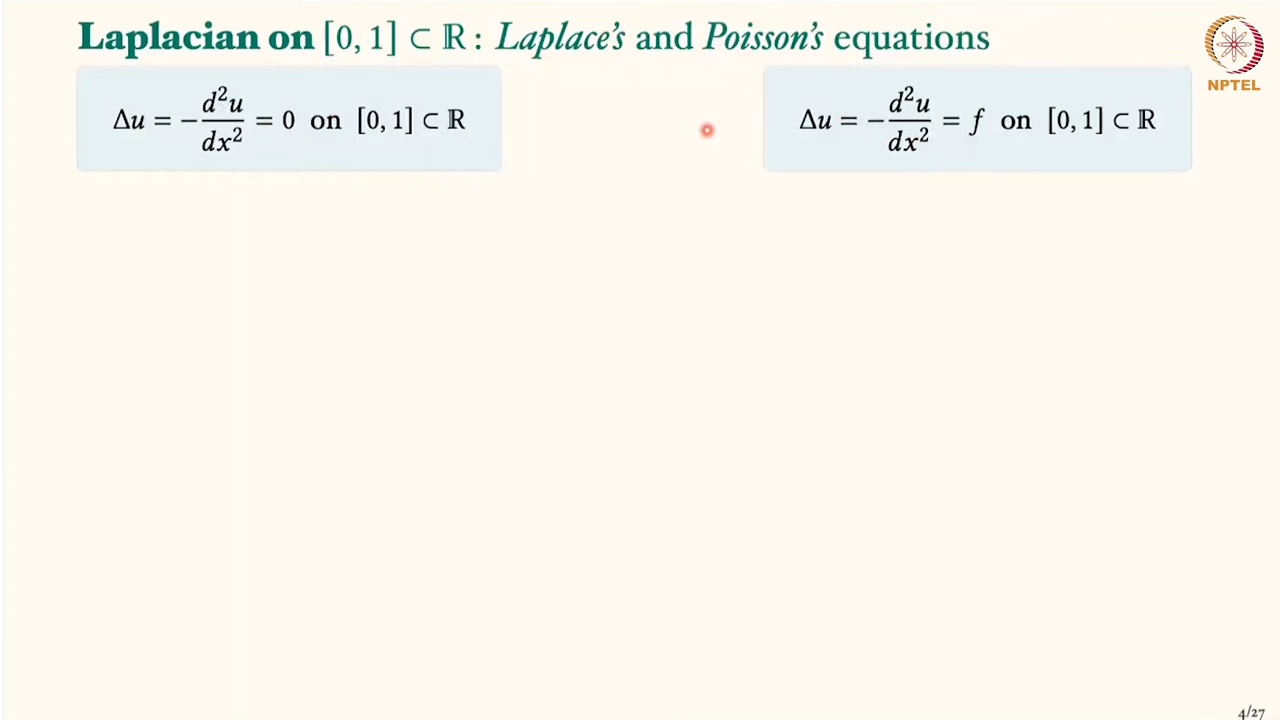 Laplacian on [0, 1] ⊂ ℝ : Laplace's and Poisson's equations
NPTEL
Δu = −d²u/dx² = 0 on [0, 1] ⊂ ℝ
Δu = −d²u/dx² = f on [0, 1] ⊂ ℝ
4/27